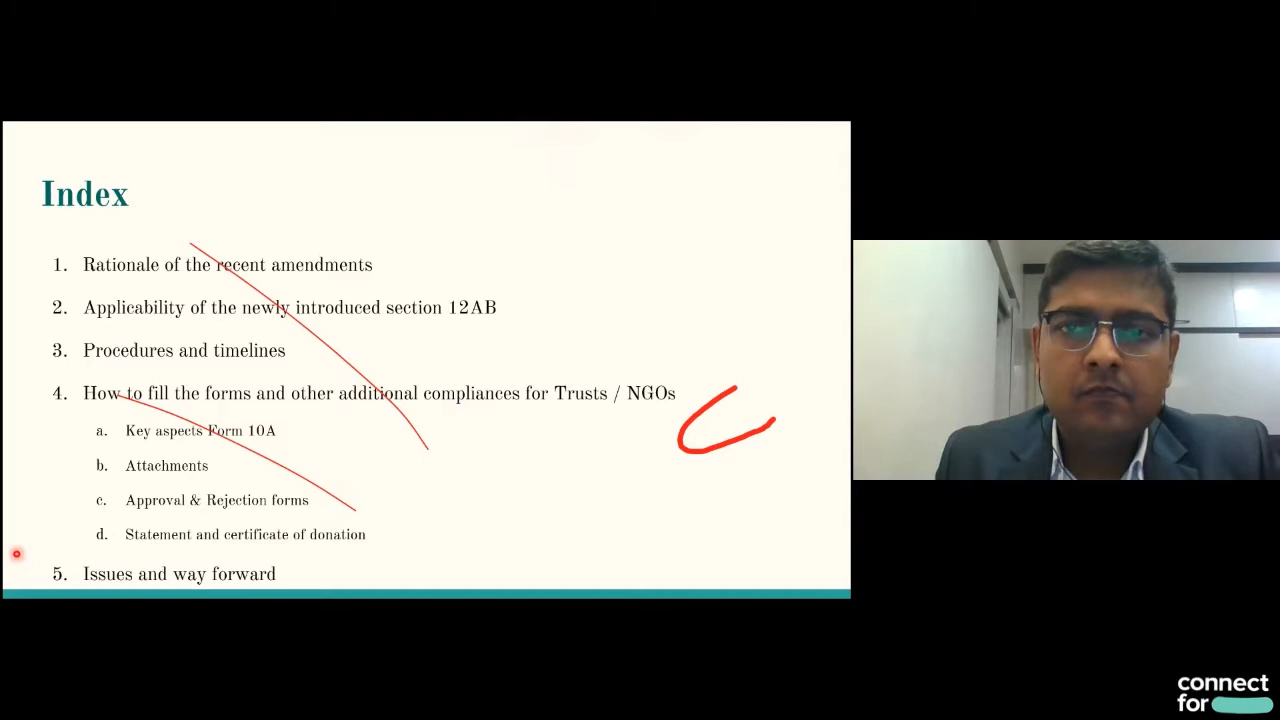 Index
1. Rationale of the recent amendments
2. Applicability of the newly introduced section 12AB
3. Procedures and timelines
4. How to fill the forms and other additional compliances for Trusts / NGOs
a. Key aspects Form 10A
b. Attachments
c. Approval & Rejection forms
d. Statement and certificate of donation
5. Issues and way forward
connect
for